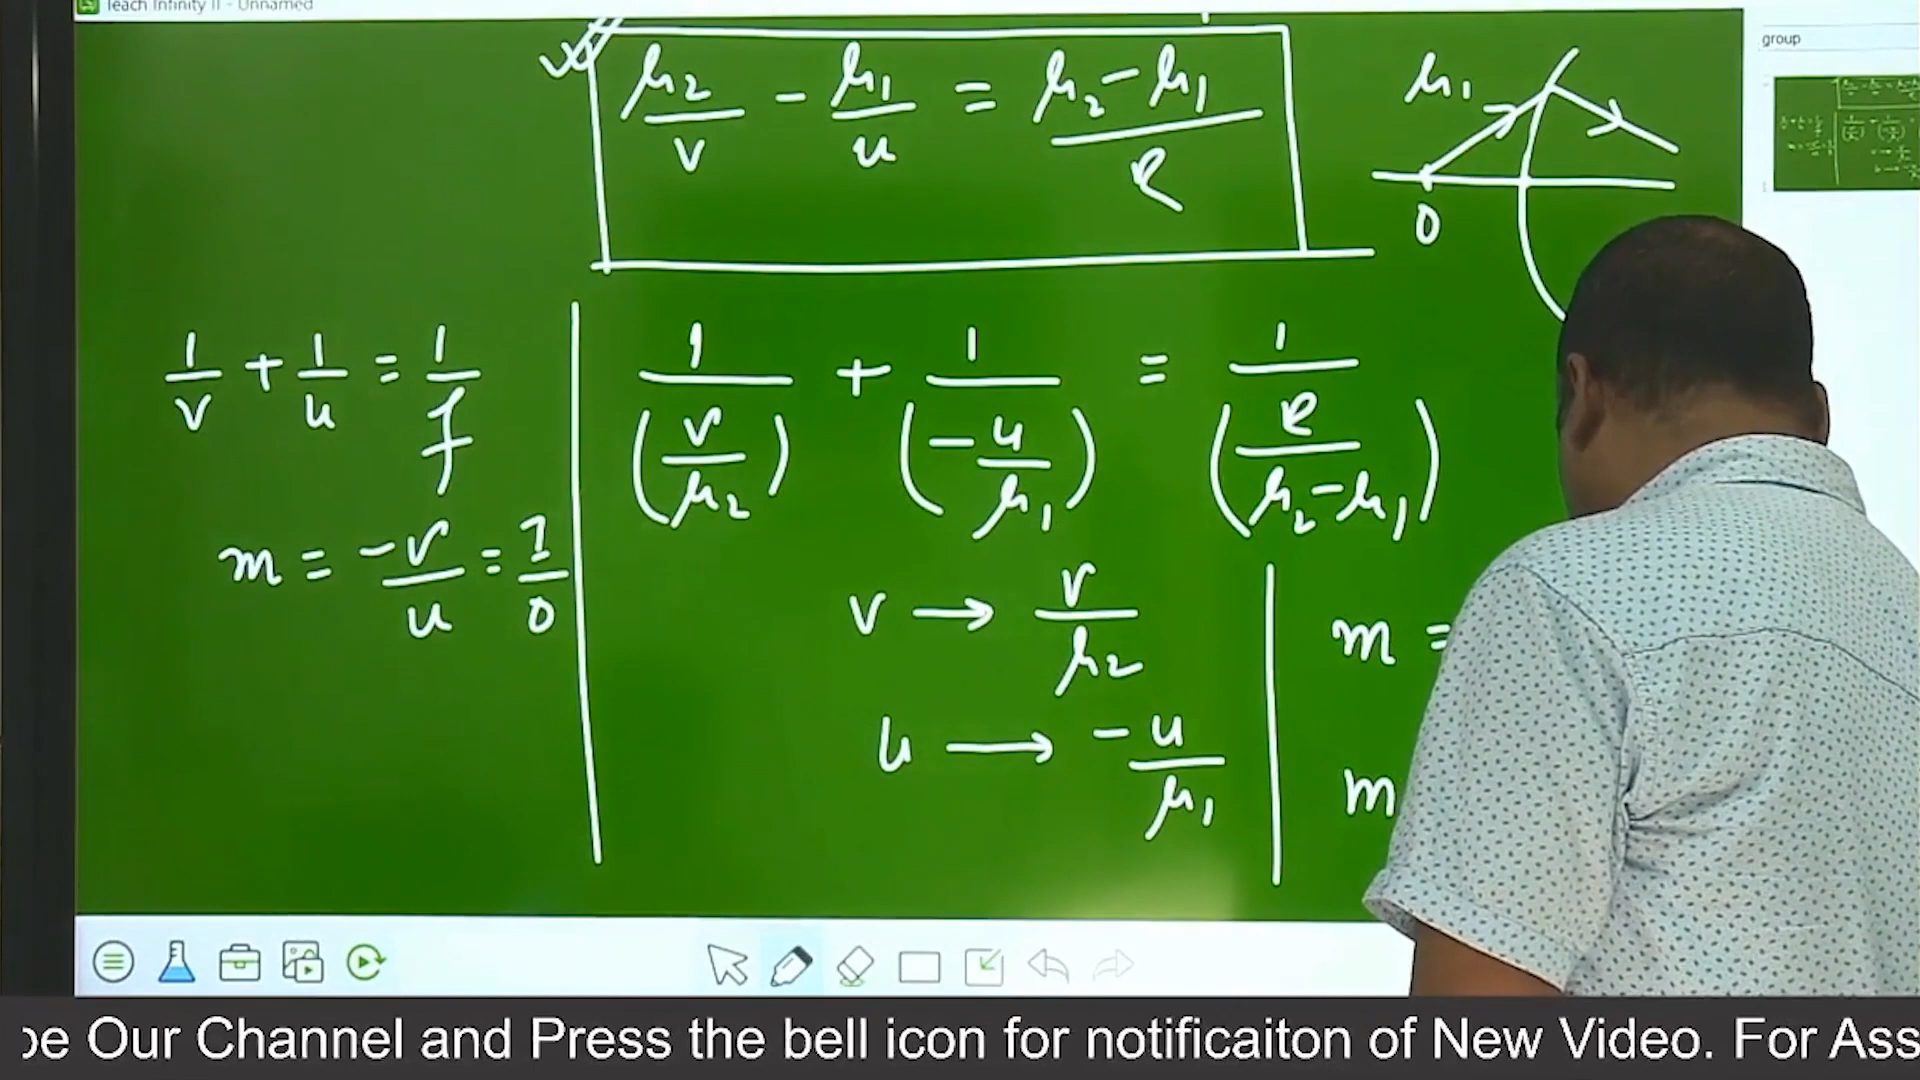 Teach Infinity II - Unnamed
group
μ2/v - μ1/u = μ2-μ1/R
μ1
O
1/v + 1/u = 1/f
1/(v/μ2) + 1/(-u/μ1) = 1/(R/μ2-μ1)
m = -v/u = I/O
v → v/μ2
m =
u → -u/μ1
m
Our Channel and Press the bell icon for notificaiton of New Video. For